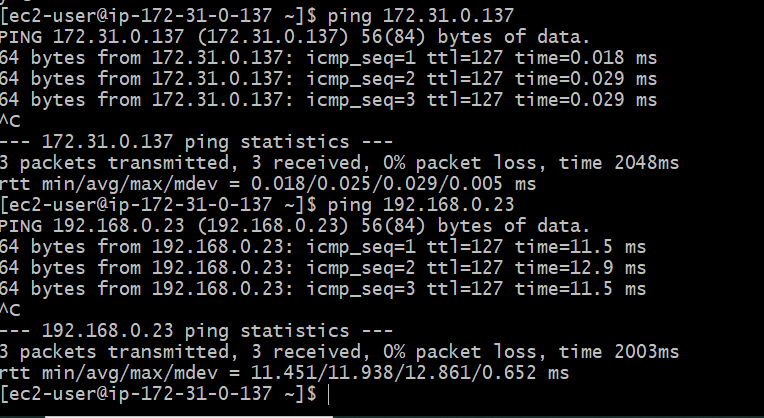 [ec2-user@ip-172-31-0-137 ~]$ ping 172.31.0.137
PING 172.31.0.137 (172.31.0.137) 56(84) bytes of data.
64 bytes from 172.31.0.137: icmp_seq=1 ttl=127 time=0.018 ms
64 bytes from 172.31.0.137: icmp_seq=2 ttl=127 time=0.029 ms
64 bytes from 172.31.0.137: icmp_seq=3 ttl=127 time=0.029 ms
^C
--- 172.31.0.137 ping statistics ---
3 packets transmitted, 3 received, 0% packet loss, time 2048ms
rtt min/avg/max/mdev = 0.018/0.025/0.029/0.005 ms
[ec2-user@ip-172-31-0-137 ~]$ ping 192.168.0.23
PING 192.168.0.23 (192.168.0.23) 56(84) bytes of data.
64 bytes from 192.168.0.23: icmp_seq=1 ttl=127 time=11.5 ms
64 bytes from 192.168.0.23: icmp_seq=2 ttl=127 time=12.9 ms
64 bytes from 192.168.0.23: icmp_seq=3 ttl=127 time=11.5 ms
^C
--- 192.168.0.23 ping statistics ---
3 packets transmitted, 3 received, 0% packet loss, time 2003ms
rtt min/avg/max/mdev = 11.451/11.938/12.861/0.652 ms
[ec2-user@ip-172-31-0-137 ~]$